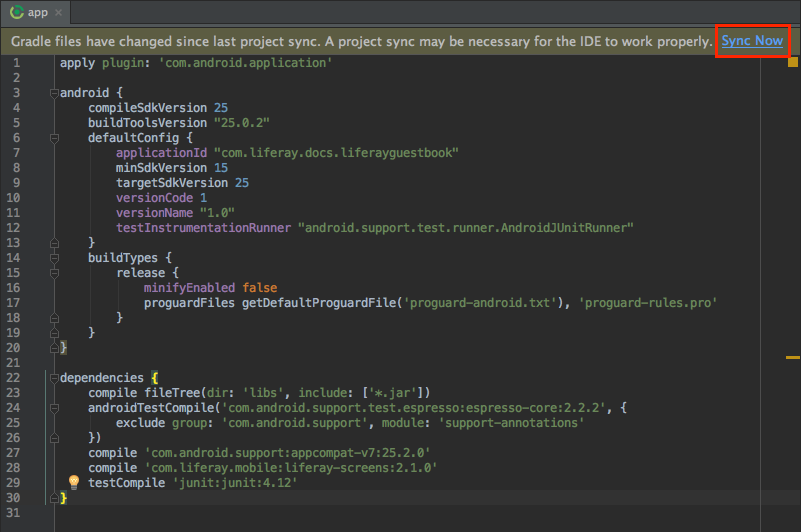 app
Gradle files have changed since last project sync. A project sync may be necessary for the IDE to work properly. Sync Now
1 apply plugin: 'com.android.application'
2
3 android {
4     compileSdkVersion 25
5     buildToolsVersion "25.0.2"
6     defaultConfig {
7         applicationId "com.liferay.docs.liferayguestbook"
8         minSdkVersion 15
9         targetSdkVersion 25
10         versionCode 1
11         versionName "1.0"
12         testInstrumentationRunner "android.support.test.runner.AndroidJUnitRunner"
13     }
14     buildTypes {
15         release {
16             minifyEnabled false
17             proguardFiles getDefaultProguardFile('proguard-android.txt'), 'proguard-rules.pro'
18         }
19     }
20 }
21
22 dependencies {
23     compile fileTree(dir: 'libs', include: ['*.jar'])
24     androidTestCompile('com.android.support.test.espresso:espresso-core:2.2.2', {
25         exclude group: 'com.android.support', module: 'support-annotations'
26     })
27     compile 'com.android.support:appcompat-v7:25.2.0'
28     compile 'com.liferay.mobile:liferay-screens:2.1.0'
29     testCompile 'junit:junit:4.12'
30 }
31